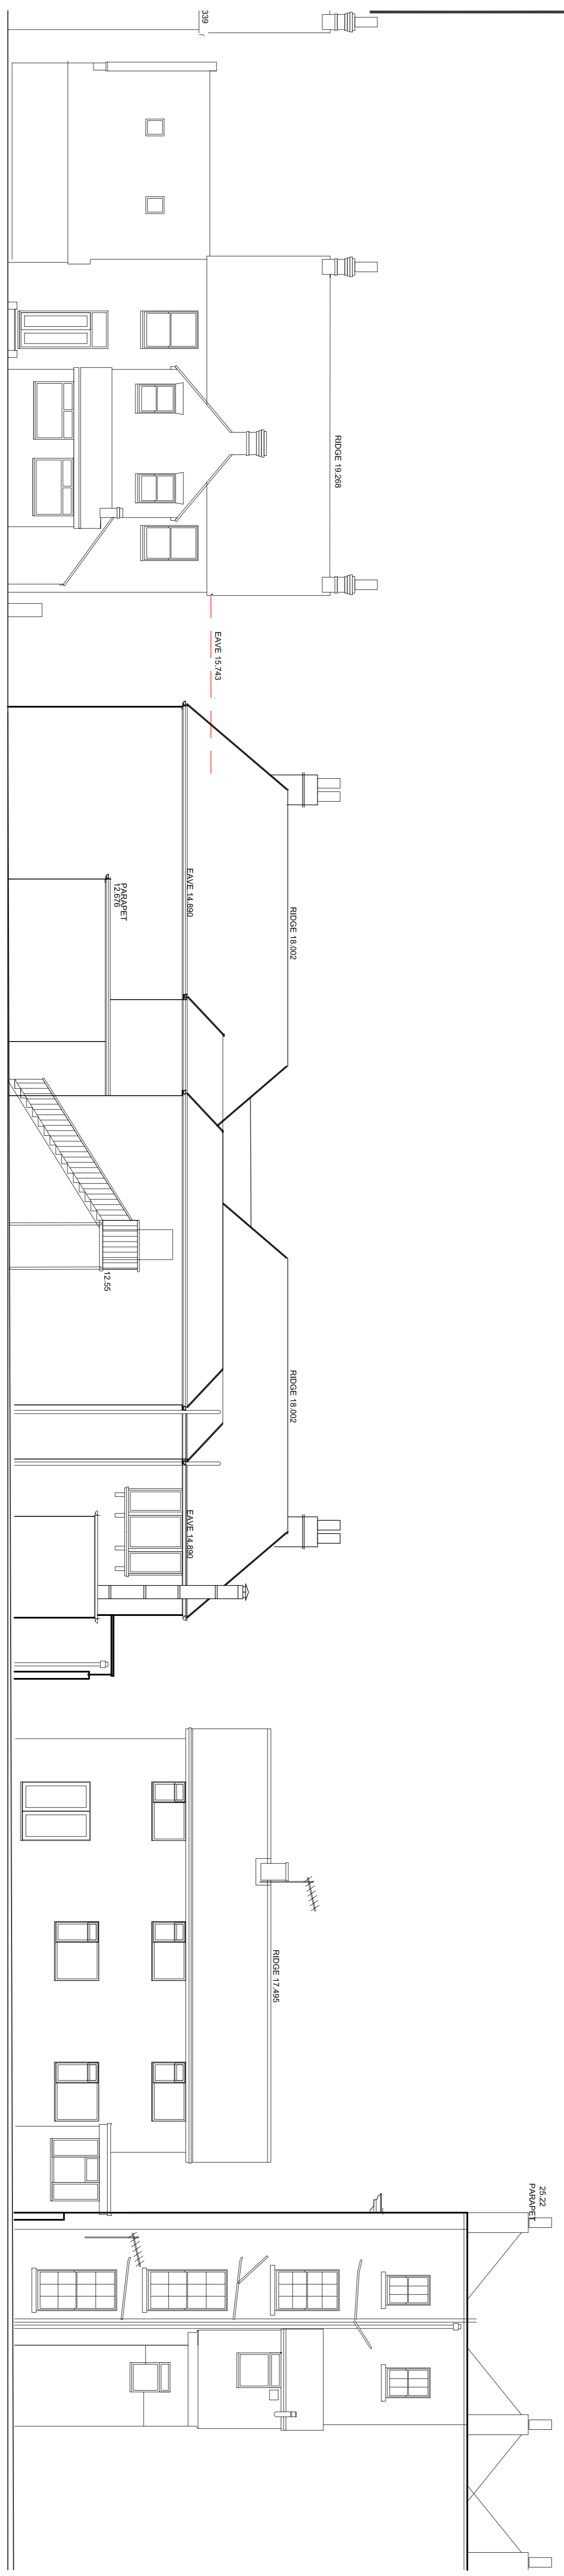 339
RIDGE 19.268
EAVE 15.743
EAVE 14.890
PARAPET
12.676
RIDGE 18.002
12.55
RIDGE 18.002
EAVE 14.890
RIDGE 17.495
25.22
PARAPET